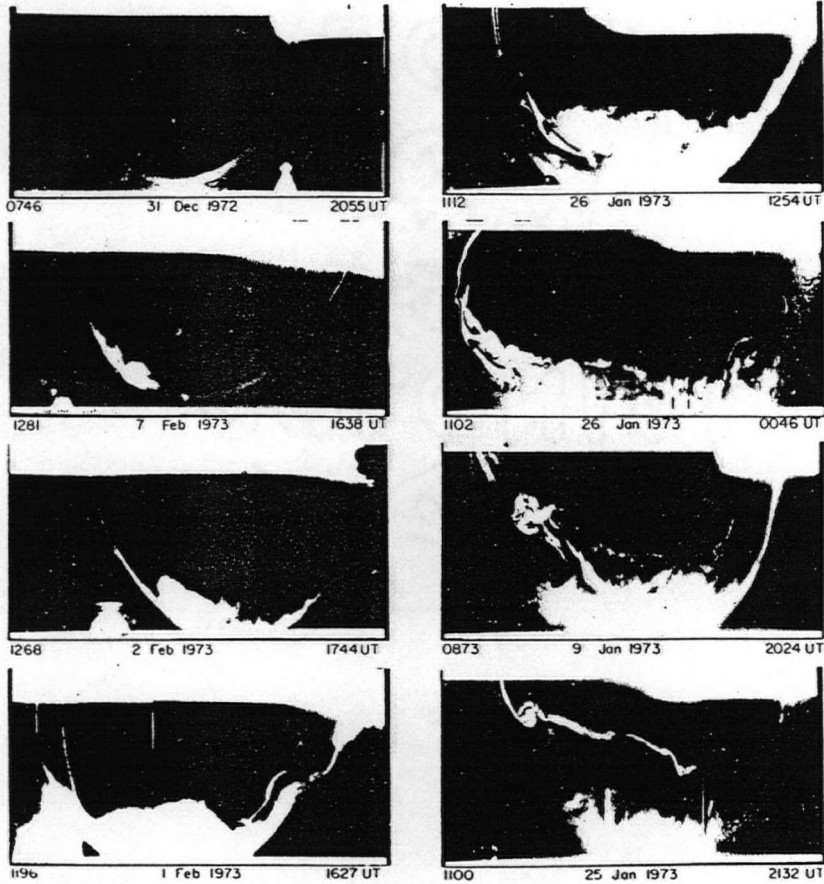 0746 31 Dec 1972 2055 UT
1112 26 Jan 1973 1254 UT
1281 7 Feb 1973 1638 UT
1102 26 Jan 1973 0046 UT
1268 2 Feb 1973 1744 UT
0873 9 Jan 1973 2024 UT
1196 1 Feb 1973 1627 UT
1100 25 Jan 1973 2132 UT